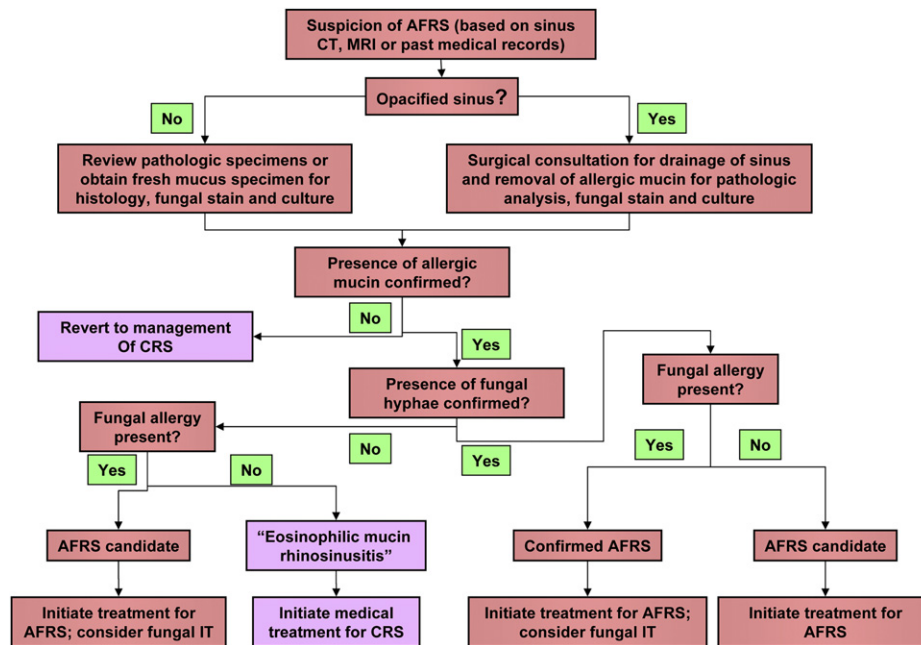 Suspicion of AFRS (based on sinus
CT, MRI or past medical records)
Opacified sinus?
No
Yes
Review pathologic specimens or
obtain fresh mucus specimen for
histology, fungal stain and culture
Surgical consultation for drainage of sinus
and removal of allergic mucin for pathologic
analysis, fungal stain and culture
Presence of allergic
mucin confirmed?
No
Revert to management
Of CRS
Yes
Fungal allergy
present?
Presence of fungal
hyphae confirmed?
Fungal allergy
present?
No
Yes
Yes
No
Yes
No
AFRS candidate
"Eosinophilic mucin
rhinosinusitis"
Confirmed AFRS
AFRS candidate
Initiate treatment for
AFRS; consider fungal IT
Initiate medical
treatment for CRS
Initiate treatment for AFRS;
consider fungal IT
Initiate treatment for
AFRS